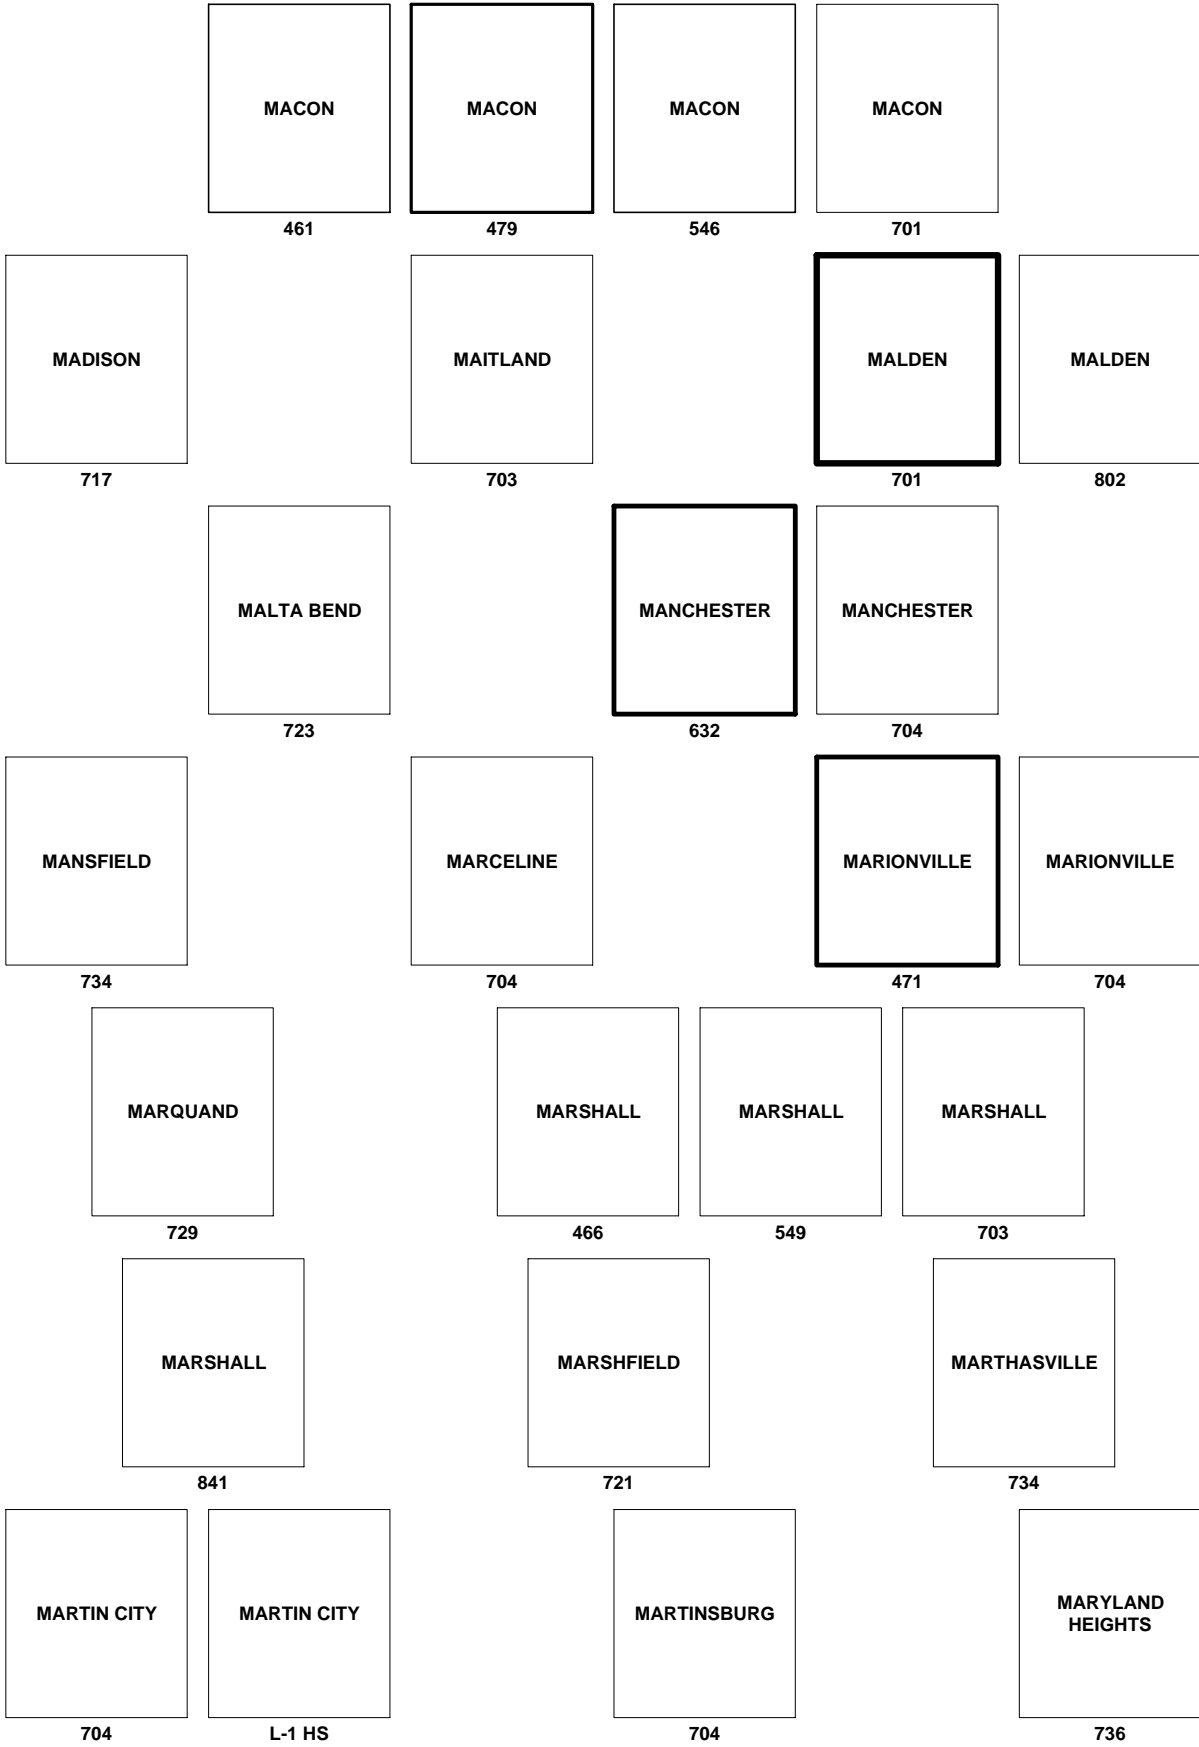 MACON
461
MACON
479
MACON
546
MACON
701
MADISON
717
MAITLAND
703
MALDEN
701
MALDEN
802
MALTA BEND
723
MANCHESTER
632
MANCHESTER
704
MANSFIELD
734
MARCELINE
704
MARIONVILLE
471
MARIONVILLE
704
MARQUAND
729
MARSHALL
466
MARSHALL
549
MARSHALL
703
MARSHALL
841
MARSHFIELD
721
MARTHASVILLE
734
MARTIN CITY
704
MARTIN CITY
L-1 HS
MARTINSBURG
704
MARYLAND
HEIGHTS
736